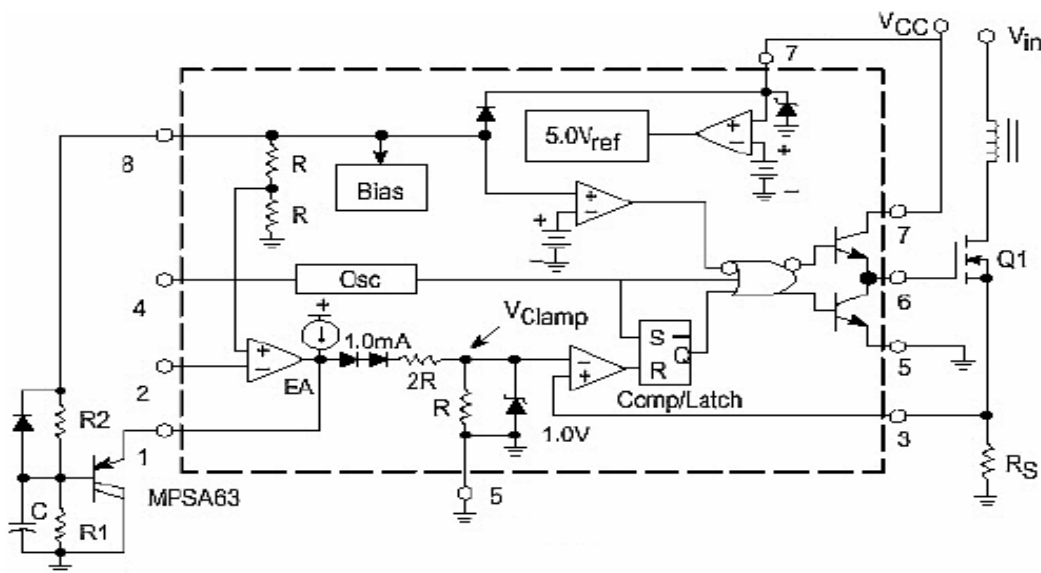 VCC
Vin
7
5.0Vref
+
−
+
−
8
R
Bias
R
+
−
+
−
7
Q1
4
Osc
6
+
VClamp
1.0mA
S
Q
R
5
2
+
−
EA
2R
R
−
+
Comp/Latch
1.0V
3
R2
1
RS
MPSA63
5
C
R1